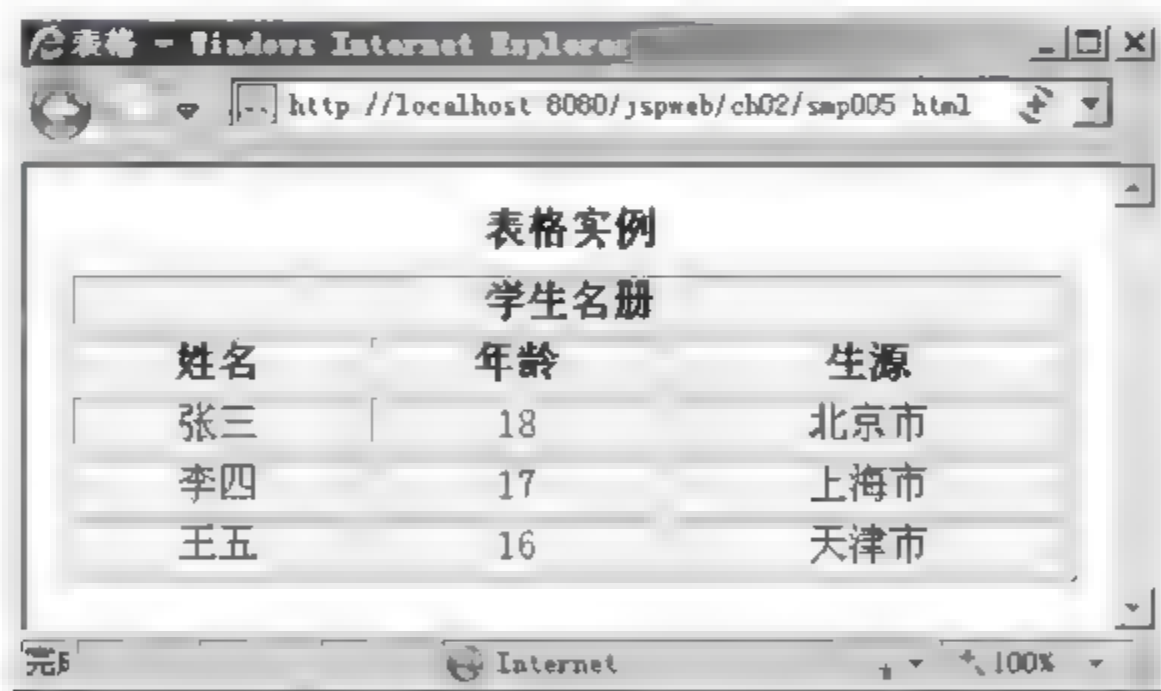 表格 - Windows Internet Explorer
http //localhost 8080/jspweb/ch02/smp005 html
表格实例
学生名册
姓名 年龄 生源
张三 18 北京市
李四 17 上海市
王五 16 天津市
Internet 100%